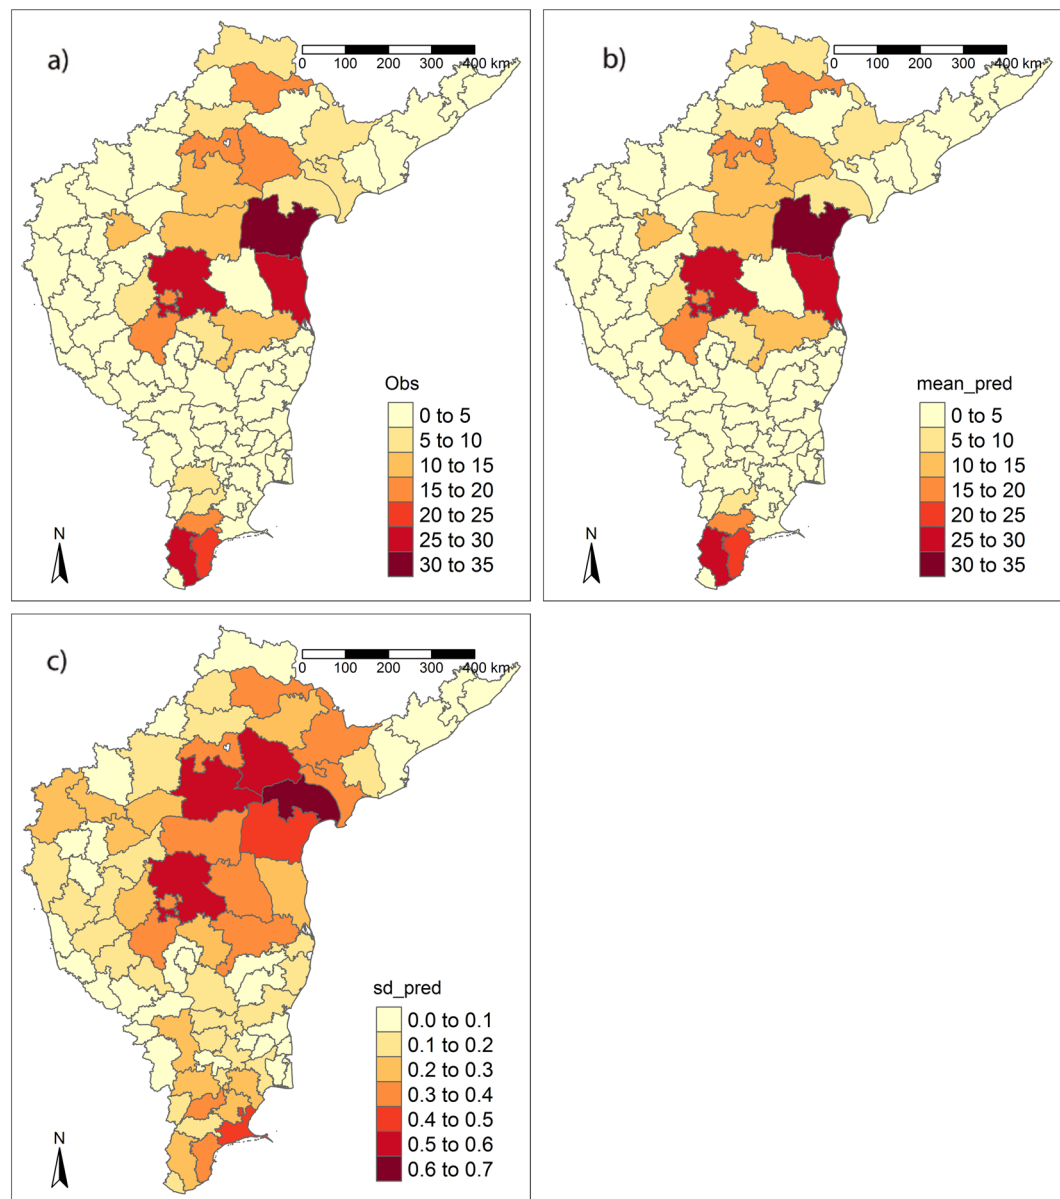 a)
0 100 200 300 400 km
Obs
0 to 5
5 to 10
10 to 15
15 to 20
20 to 25
25 to 30
30 to 35
N
b)
0 100 200 300 400 km
mean_pred
0 to 5
5 to 10
10 to 15
15 to 20
20 to 25
25 to 30
30 to 35
N
c)
0 100 200 300 400 km
sd_pred
0.0 to 0.1
0.1 to 0.2
0.2 to 0.3
0.3 to 0.4
0.4 to 0.5
0.5 to 0.6
0.6 to 0.7
N